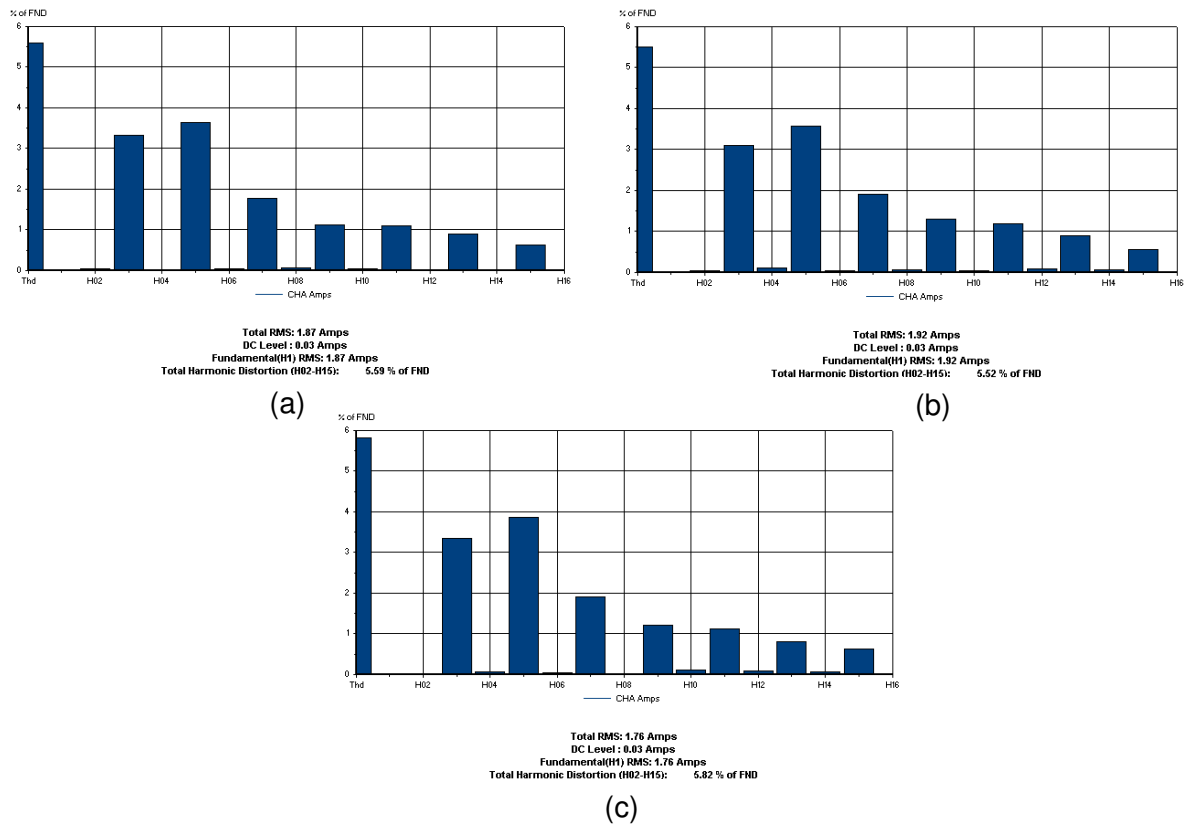 % of FND
6
5
4
3
2
1
0
Thd H02 H04 H06 H08 H10 H12 H14 H16
CHA Amps
Total RMS: 1.87 Amps
DC Level : 0.03 Amps
Fundamental(H1) RMS: 1.87 Amps
Total Harmonic Distortion (H02-H15): 5.59 % of FND
(a)
% of FND
6
5
4
3
2
1
0
Thd H02 H04 H06 H08 H10 H12 H14 H16
CHA Amps
Total RMS: 1.92 Amps
DC Level : 0.03 Amps
Fundamental(H1) RMS: 1.92 Amps
Total Harmonic Distortion (H02-H15): 5.52 % of FND
(b)
% of FND
6
5
4
3
2
1
0
Thd H02 H04 H06 H08 H10 H12 H14 H16
CHA Amps
Total RMS: 1.76 Amps
DC Level : 0.03 Amps
Fundamental(H1) RMS: 1.76 Amps
Total Harmonic Distortion (H02-H15): 5.82 % of FND
(c)